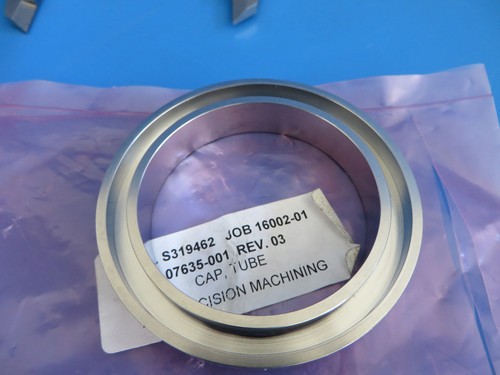 S319462 JOB 16002-01
07635-001 REV. 03
CAP, TUBE
CISION MACHINING